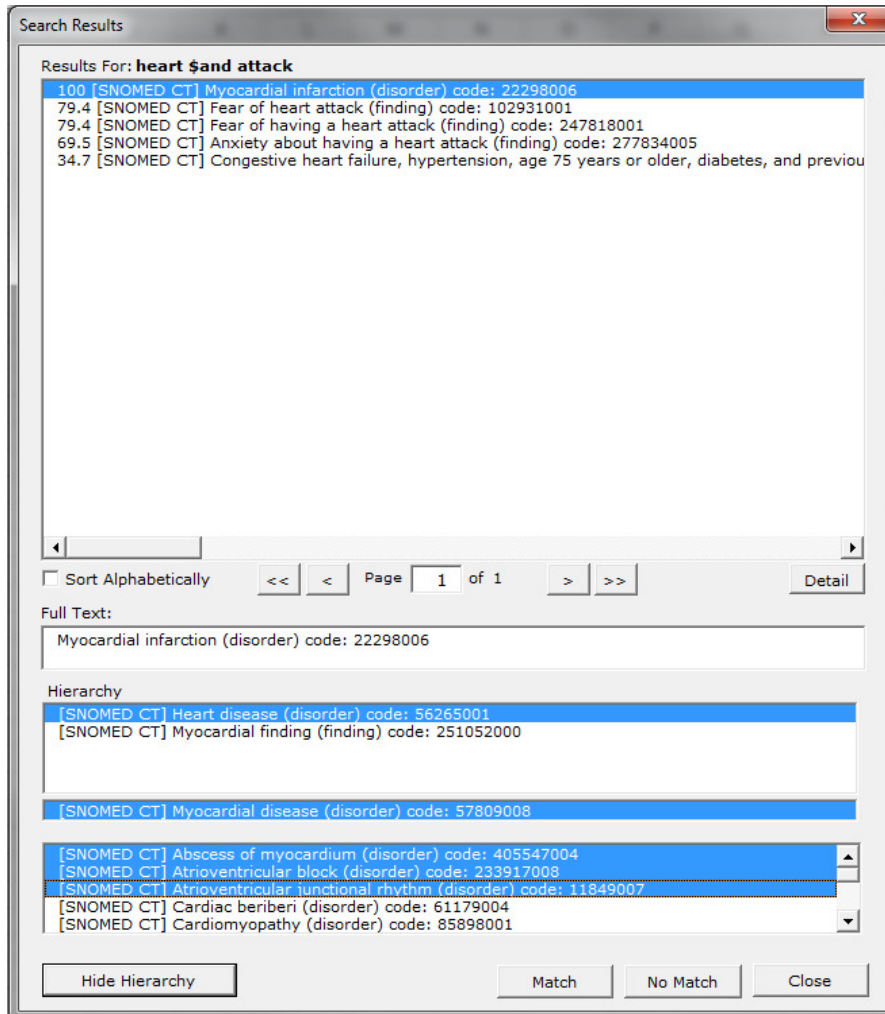 Search Results
Results For: heart $and attack
100 [SNOMED CT] Myocardial infarction (disorder) code: 22298006
79.4 [SNOMED CT] Fear of heart attack (finding) code: 102931001
79.4 [SNOMED CT] Fear of having a heart attack (finding) code: 247818001
69.5 [SNOMED CT] Anxiety about having a heart attack (finding) code: 277834005
34.7 [SNOMED CT] Congestive heart failure, hypertension, age 75 years or older, diabetes, and previou
Sort Alphabetically << < Page 1 of 1 > >> Detail
Full Text:
Myocardial infarction (disorder) code: 22298006
Hierarchy
[SNOMED CT] Heart disease (disorder) code: 56265001
[SNOMED CT] Myocardial finding (finding) code: 251052000
[SNOMED CT] Myocardial disease (disorder) code: 57809008
[SNOMED CT] Abscess of myocardium (disorder) code: 405547004
[SNOMED CT] Atrioventricular block (disorder) code: 233917008
[SNOMED CT] Atrioventricular junctional rhythm (disorder) code: 11849007
[SNOMED CT] Cardiac beriberi (disorder) code: 61179004
[SNOMED CT] Cardiomyopathy (disorder) code: 85898001
Hide Hierarchy Match No Match Close